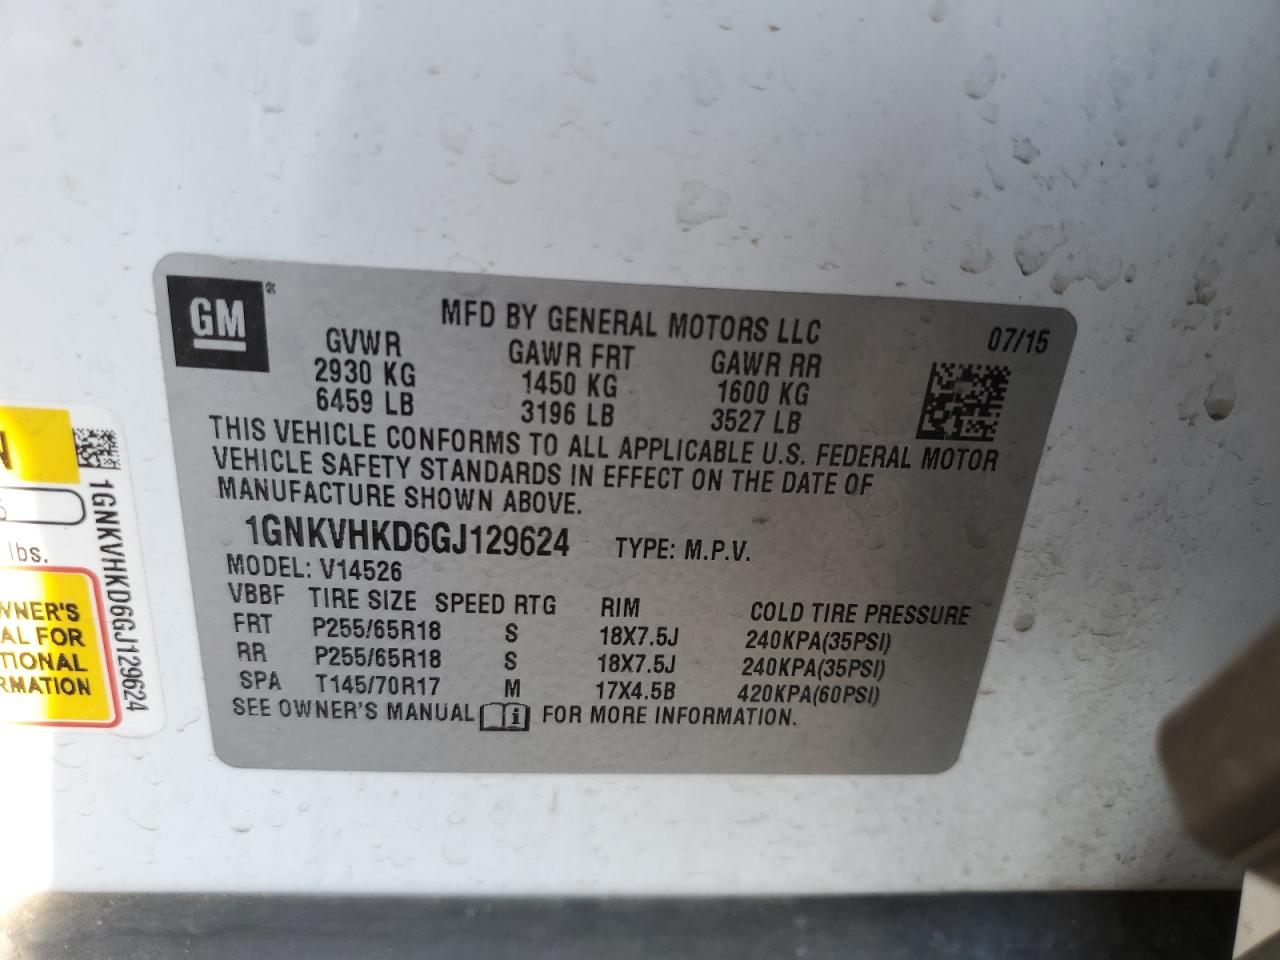 GM®
MFD BY GENERAL MOTORS LLC
07/15
GVWR GAWR FRT GAWR RR
2930 KG 1450 KG 1600 KG
6459 LB 3196 LB 3527 LB
THIS VEHICLE CONFORMS TO ALL APPLICABLE U.S. FEDERAL MOTOR
VEHICLE SAFETY STANDARDS IN EFFECT ON THE DATE OF
MANUFACTURE SHOWN ABOVE.
1GNKVHKD6GJ129624 TYPE: M.P.V.
MODEL: V14526
VBBF TIRE SIZE SPEED RTG RIM COLD TIRE PRESSURE
FRT P255/65R18 S 18X7.5J 240KPA(35PSI)
RR P255/65R18 S 18X7.5J 240KPA(35PSI)
SPA T145/70R17 M 17X4.5B 420KPA(60PSI)
SEE OWNER'S MANUAL FOR MORE INFORMATION.
lbs.
WNER'S
AL FOR
TIONAL
RMATION
1GNKVHKD6GJ129624